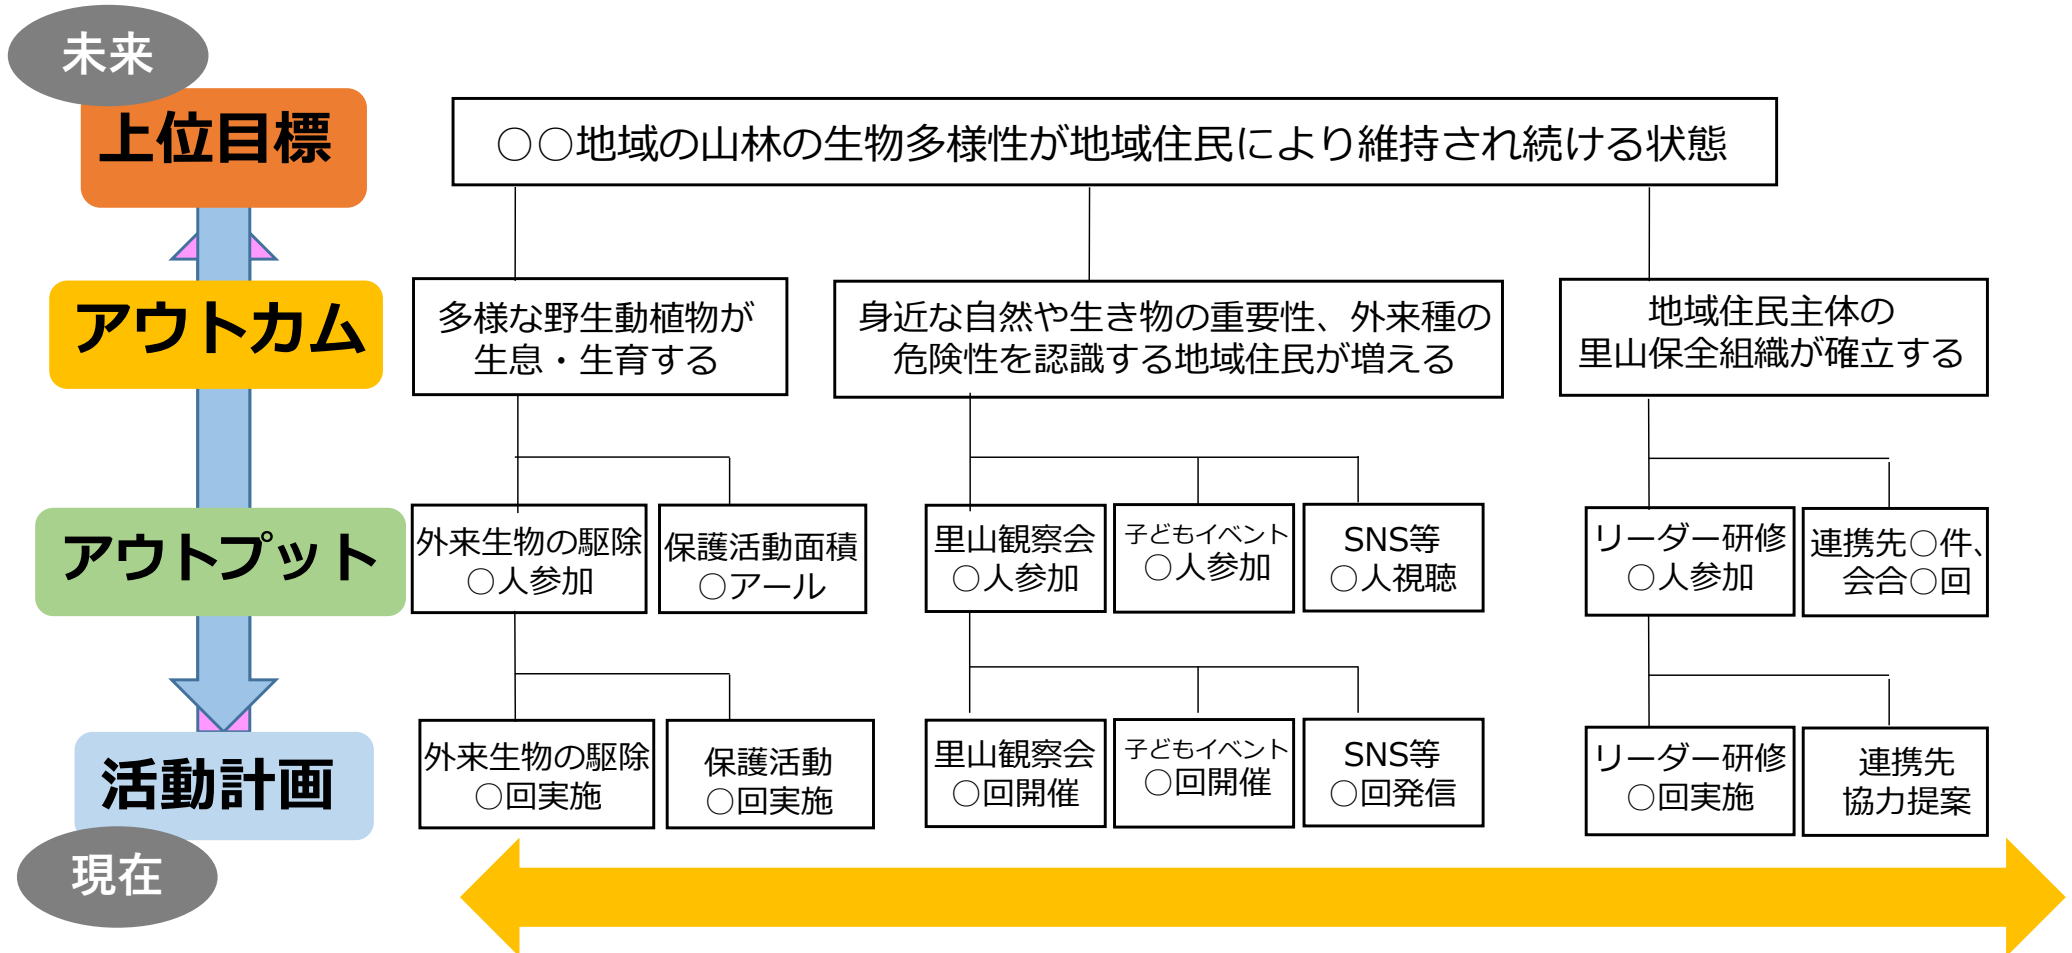 未来
上位目標
○○地域の山林の生物多様性が地域住民により維持され続ける状態
アウトカム
多様な野生動植物が
生息・生育する
身近な自然や生き物の重要性、外来種の
危険性を認識する地域住民が増える
地域住民主体の
里山保全組織が確立する
アウトプット
外来生物の駆除
○人参加
保護活動面積
○アール
里山観察会
○人参加
子どもイベント
○人参加
SNS等
○人視聴
リーダー研修
○人参加
連携先○件、
会合○回
活動計画
外来生物の駆除
○回実施
保護活動
○回実施
里山観察会
○回開催
子どもイベント
○回開催
SNS等
○回発信
リーダー研修
○回実施
連携先
協力提案
現在